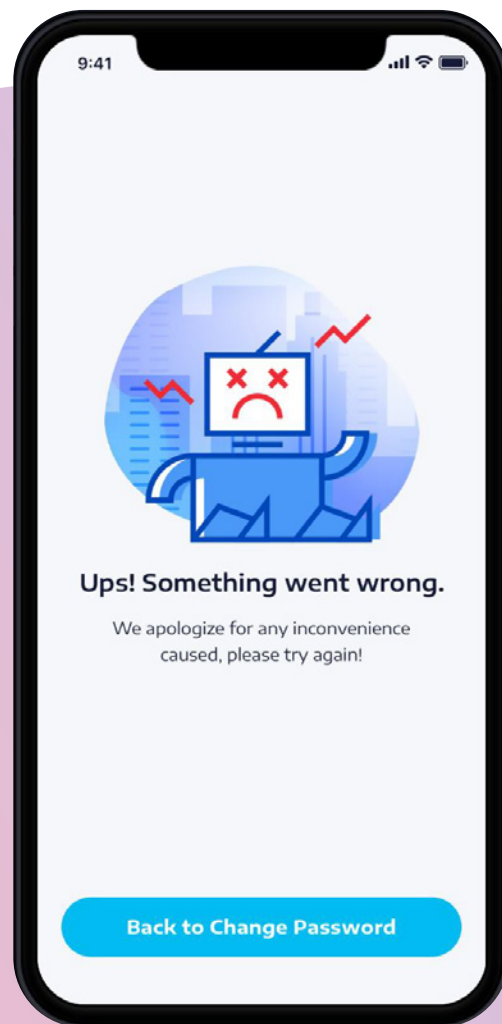 9:41
Ups! Something went wrong.
We apologize for any inconvenience
caused, please try again!
Back to Change Password